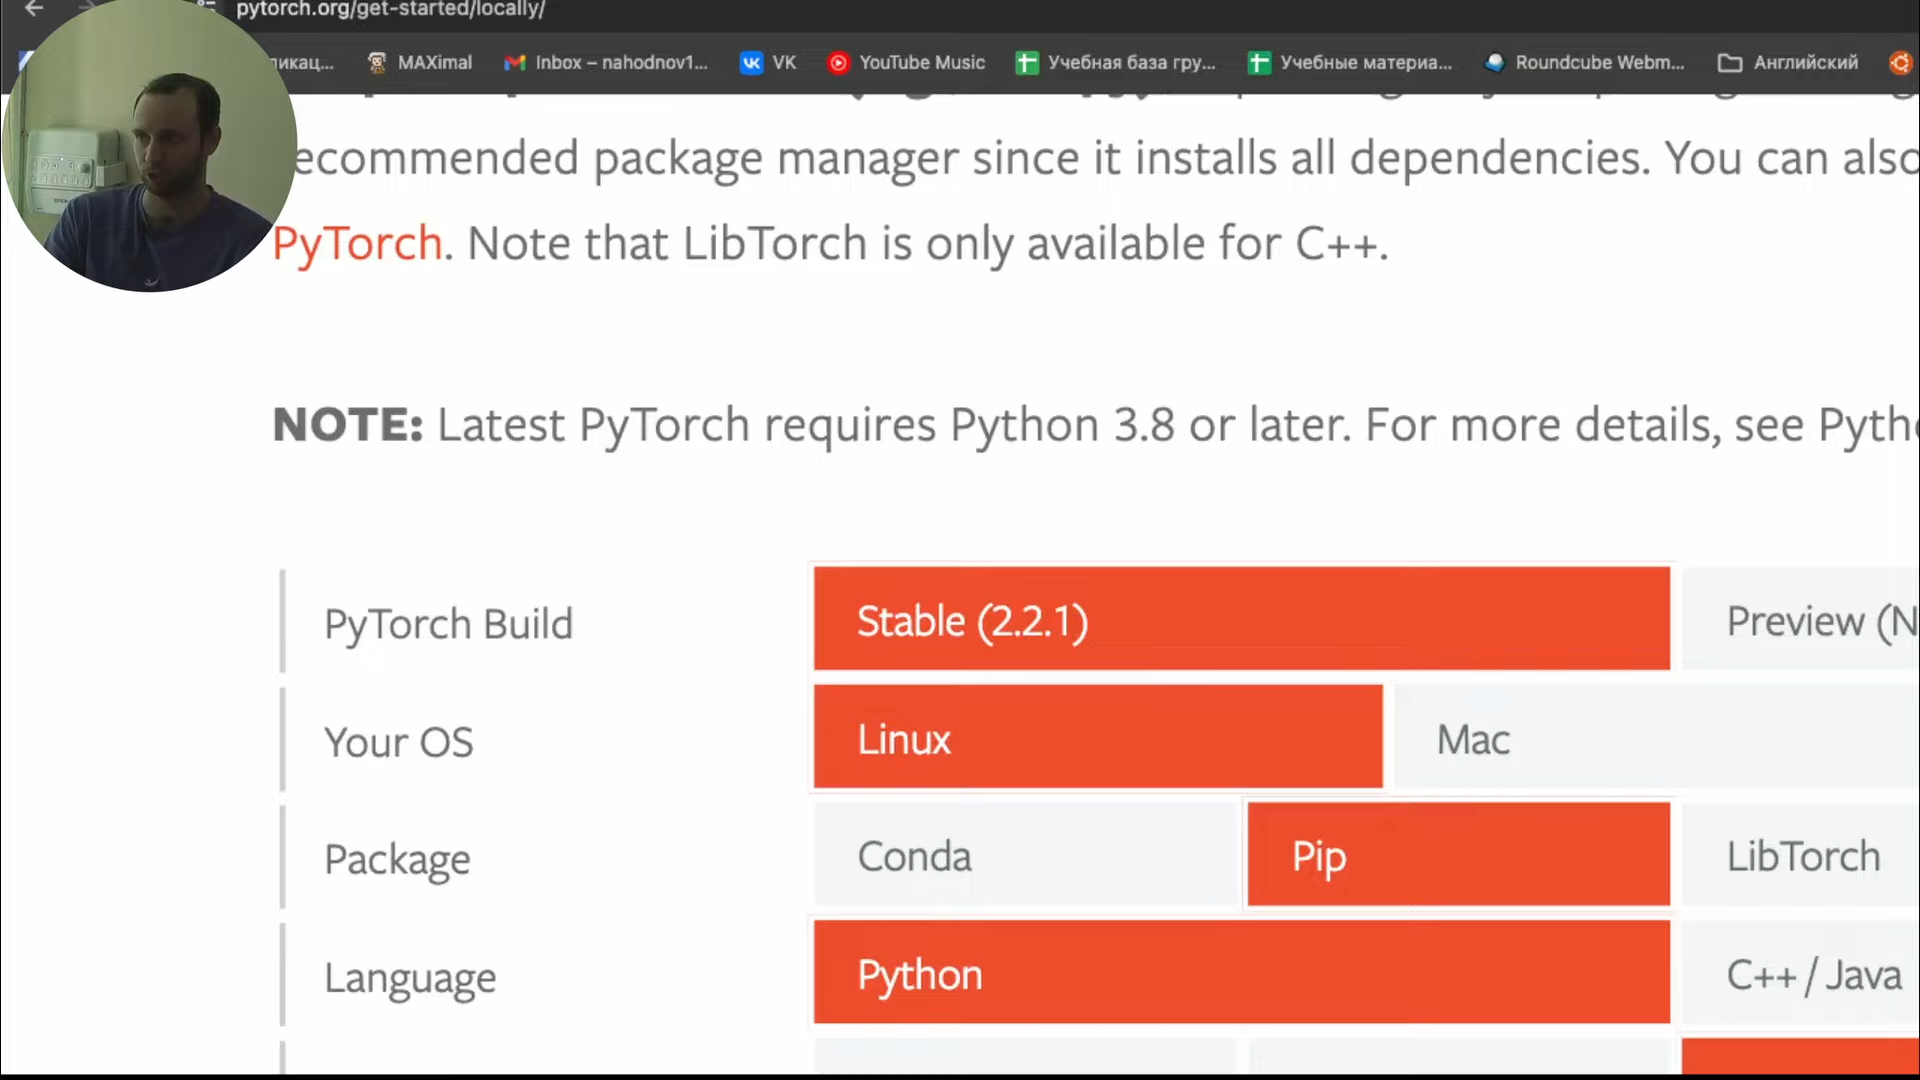 pytorch.org/get-started/locally/
ликац... MAXimal Inbox – nahodnov1... VK YouTube Music Учебная база гру... Учебные материа... Roundcube Webm... Английский
ecommended package manager since it installs all dependencies. You can also
PyTorch. Note that LibTorch is only available for C++.
NOTE: Latest PyTorch requires Python 3.8 or later. For more details, see Pytho
PyTorch Build Stable (2.2.1) Preview (N
Your OS Linux Mac
Package Conda Pip LibTorch
Language Python C++ / Java